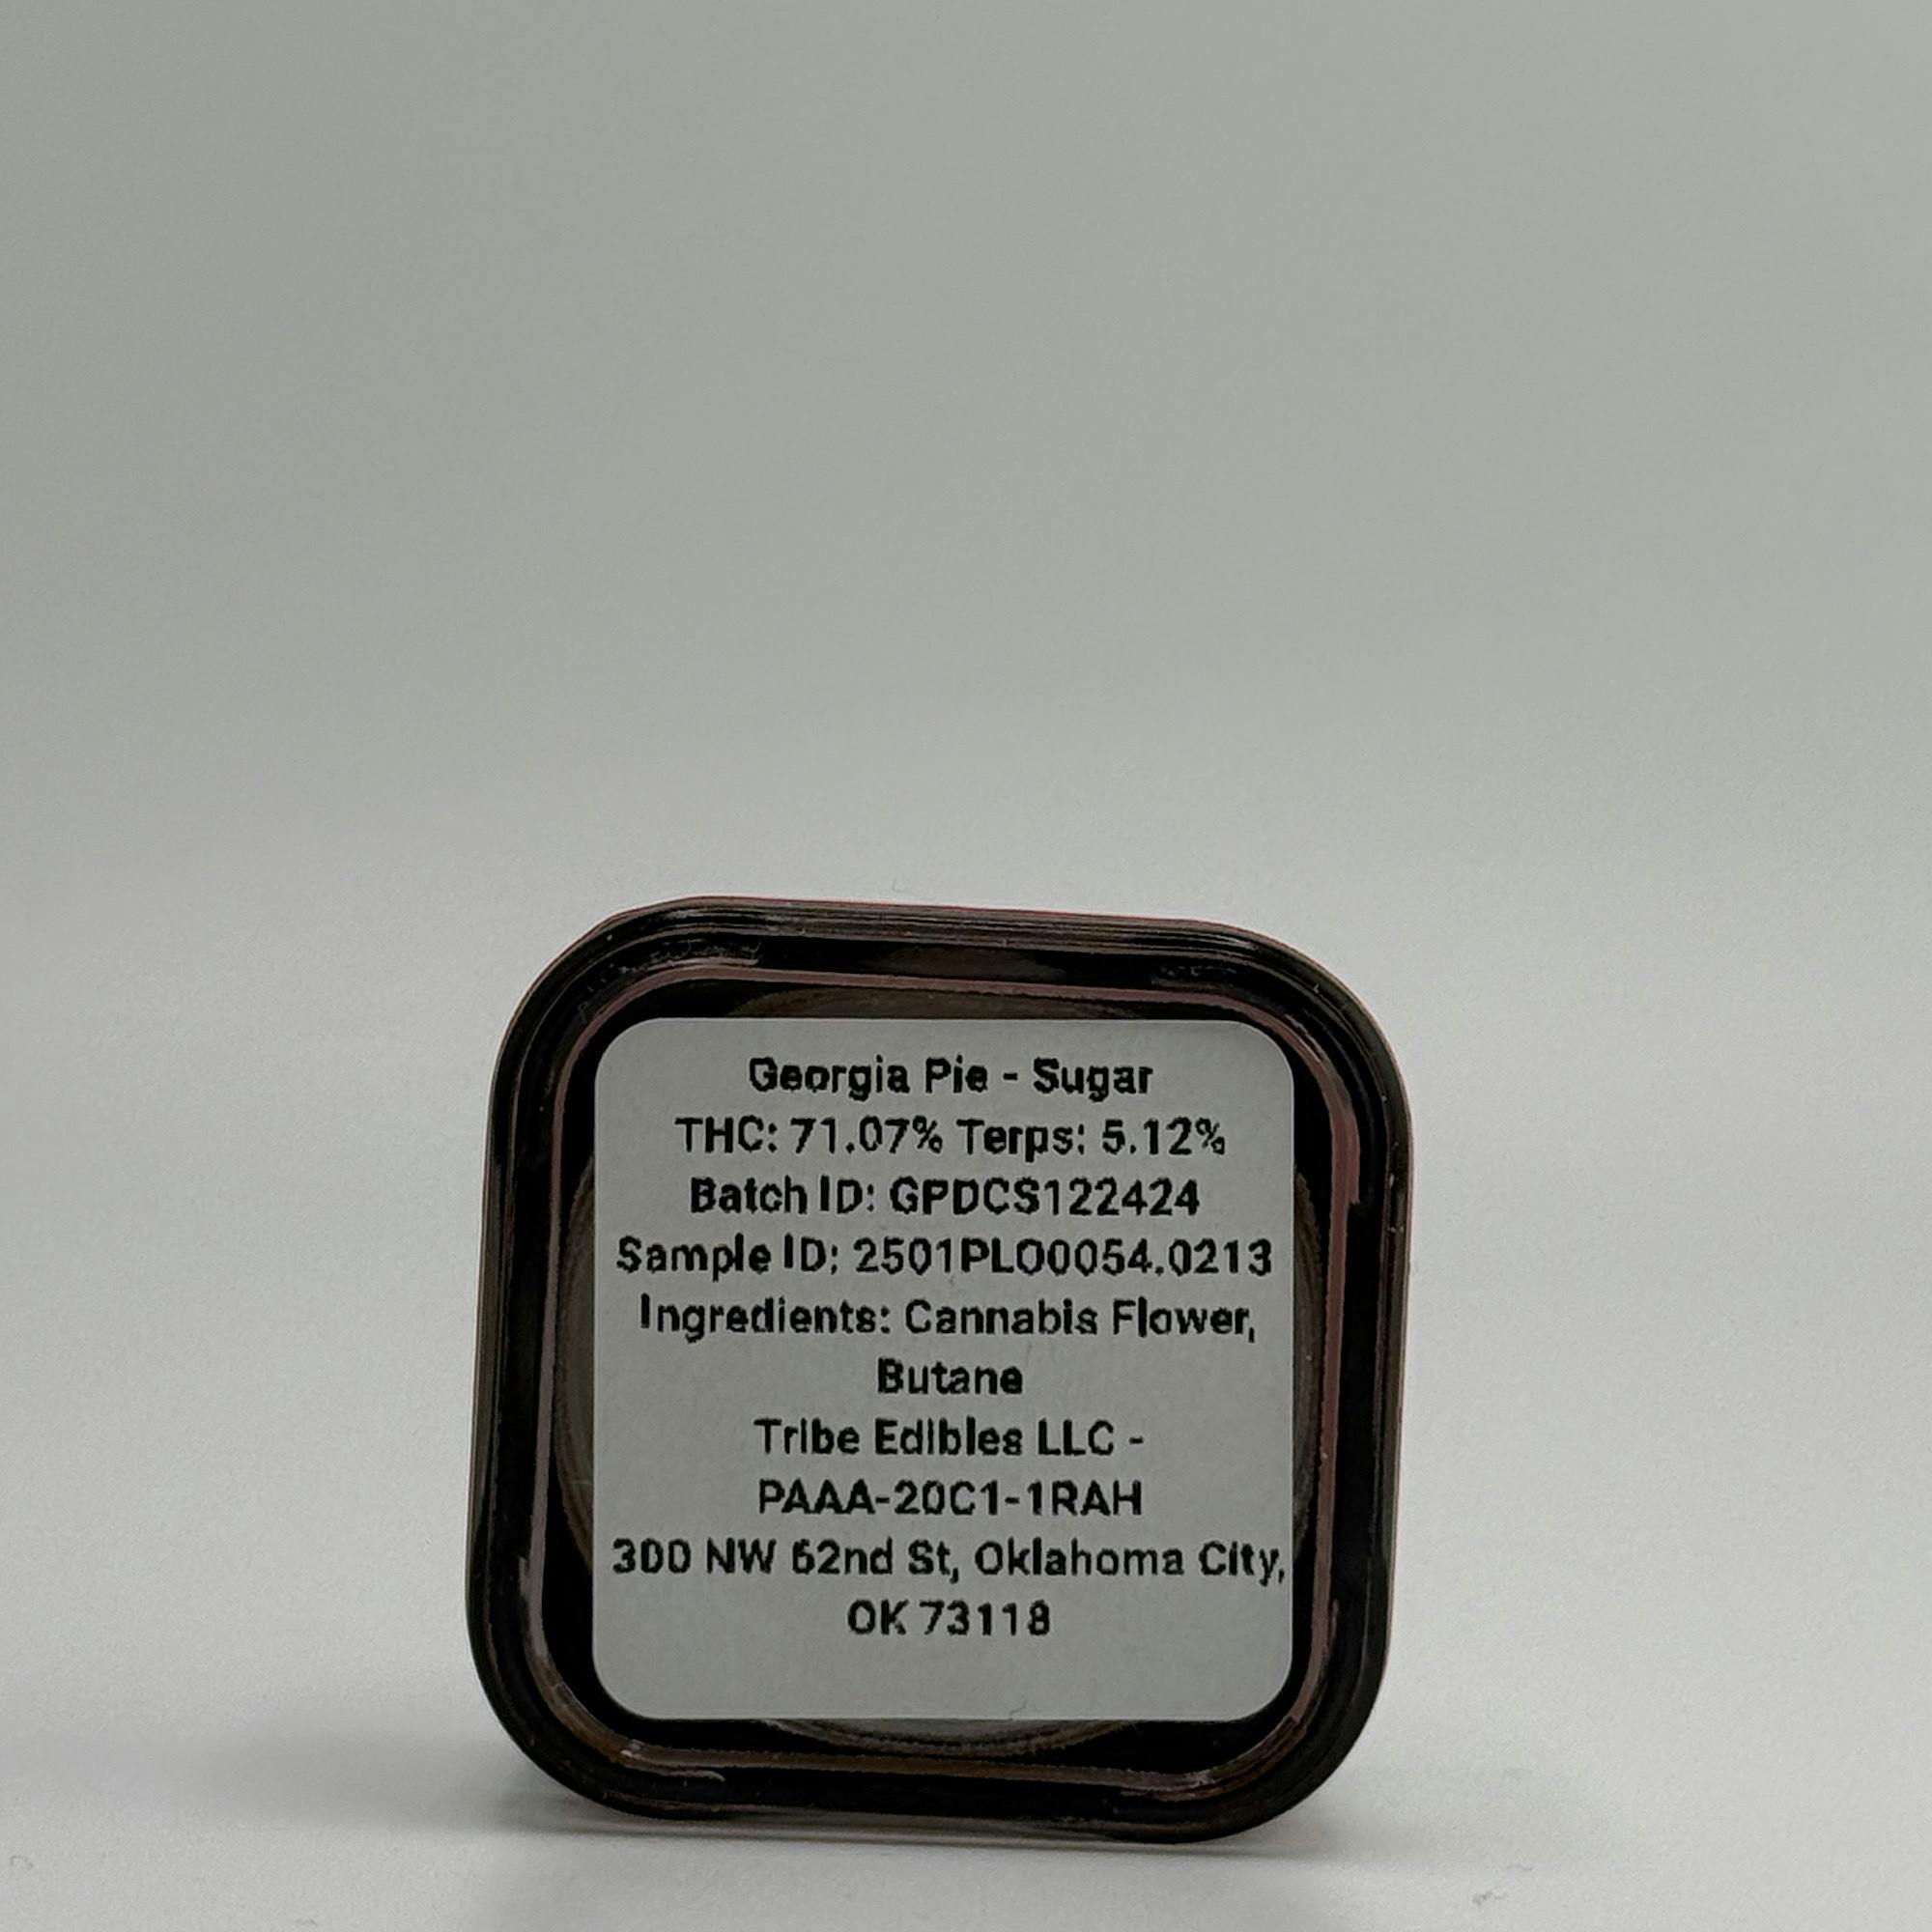 Georgia Pie - Sugar
THC: 71.07% Terps: 5.12%
Batch ID: GPDCS122424
Sample ID: 2501PLO0054.0213
Ingredients: Cannabis Flower,
Butane
Tribe Edibles LLC -
PAAA-20C1-1RAH
300 NW 62nd St, Oklahoma City,
OK 73118